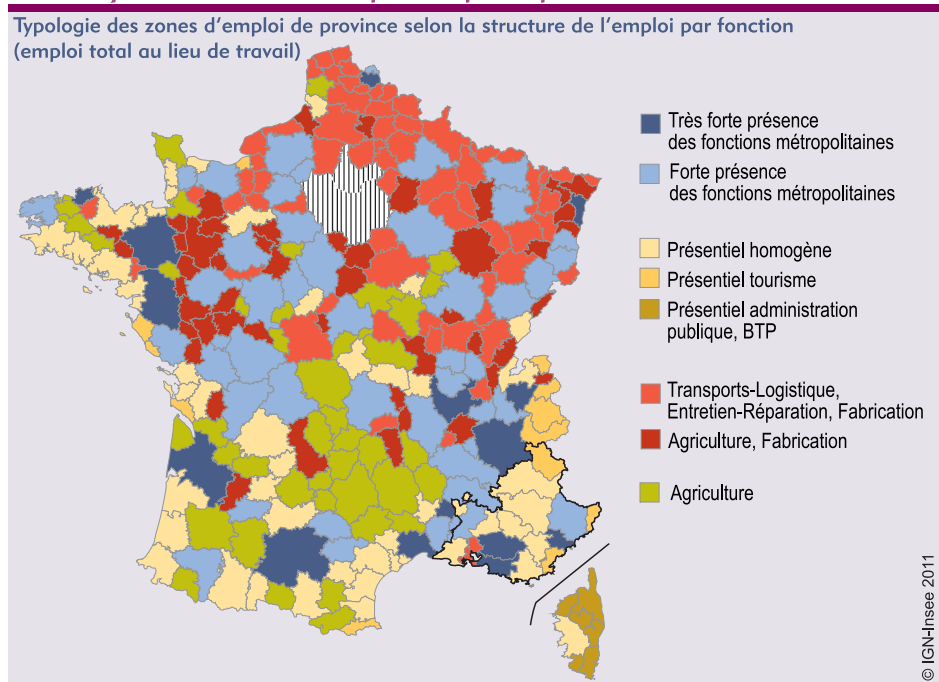 Typologie des zones d'emploi de province selon la structure de l'emploi par fonction
(emploi total au lieu de travail)
Très forte présence
des fonctions métropolitaines
Forte présence
des fonctions métropolitaines
Présentiel homogène
Présentiel tourisme
Présentiel administration
publique, BTP
Transports-Logistique,
Entretien-Réparation, Fabrication
Agriculture, Fabrication
Agriculture
© IGN-Insee 2011